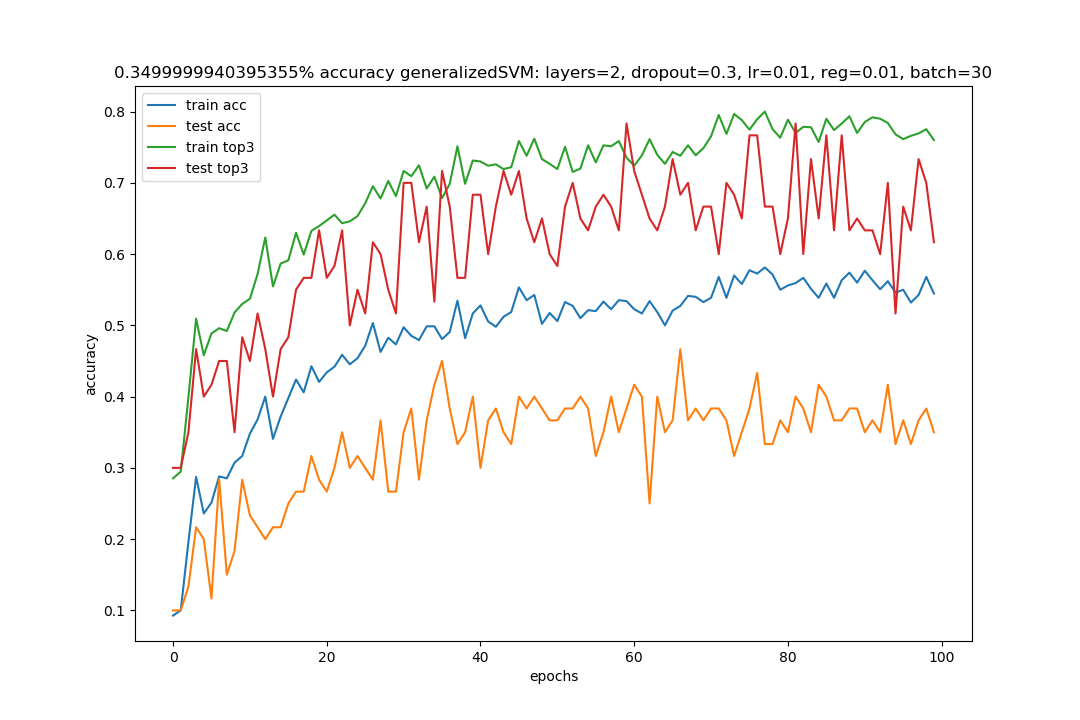 0.3499999940395355% accuracy generalizedSVM: layers=2, dropout=0.3, lr=0.01, reg=0.01, batch=30
train acc
test acc
train top3
test top3
accuracy
0.8
0.7
0.6
0.5
0.4
0.3
0.2
0.1
0 20 40 60 80 100
epochs